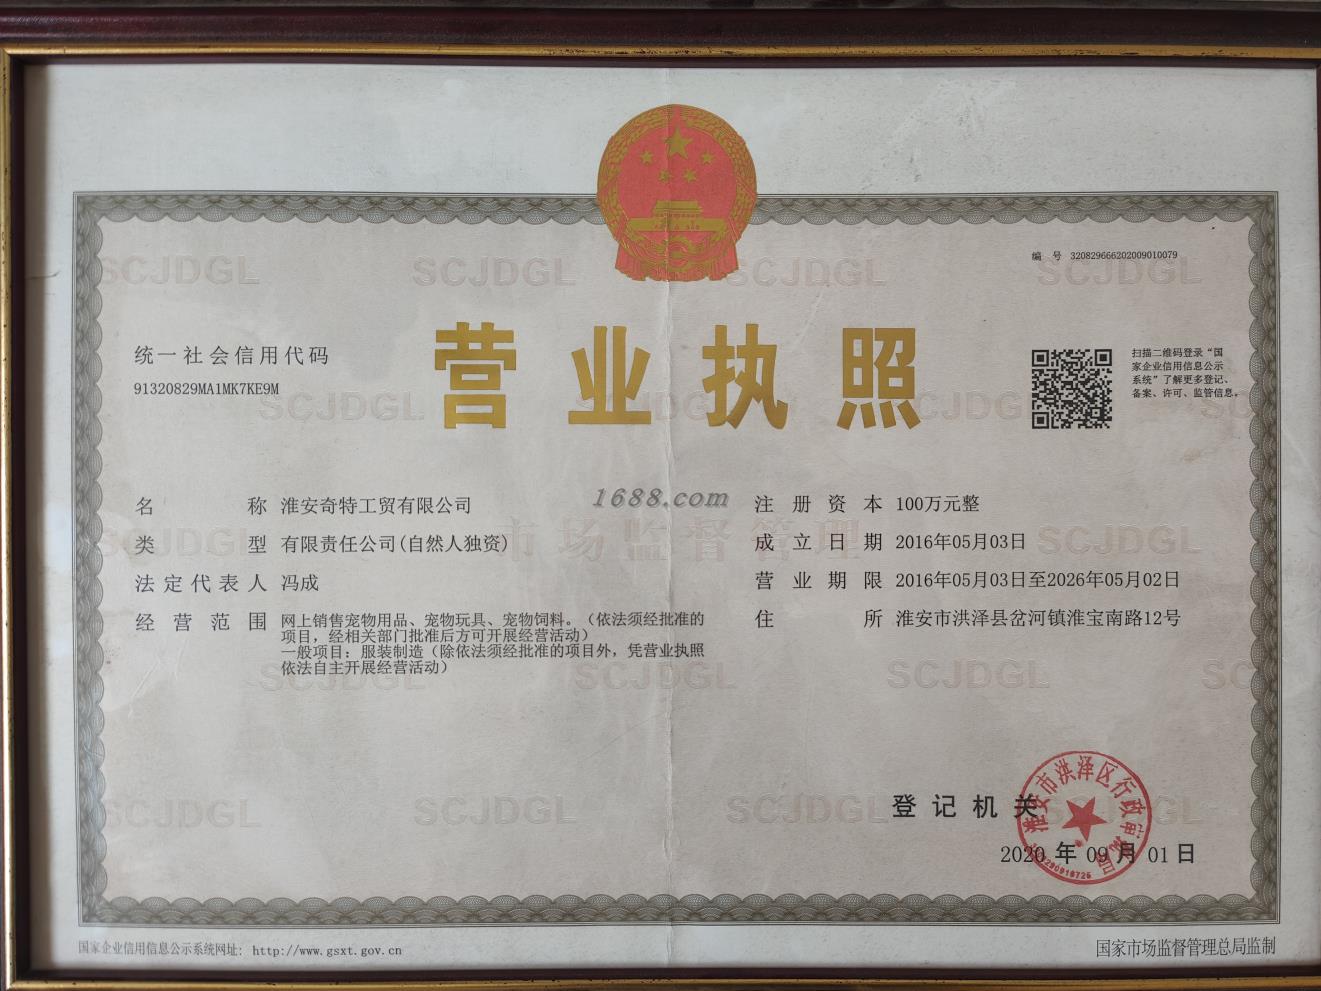 编 号 320829666202009010079
统一社会信用代码
91320829MA1MK7KE9M
营业执照
扫描二维码登录“国
家企业信用信息公示
系统”了解更多登记、
备案、许可、监管信息。
名 称 淮安奇特工贸有限公司
类 型 有限责任公司(自然人独资)
法定代表人 冯成
经营范围 网上销售宠物用品、宠物玩具、宠物饲料。（依法须经批准的
项目，经相关部门批准后方可开展经营活动）
一般项目：服装制造（除依法须经批准的项目外，凭营业执照
依法自主开展经营活动）
1688.com
注册资本 100万元整
成立日期 2016年05月03日
营业期限 2016年05月03日至2026年05月02日
住 所 淮安市洪泽县岔河镇淮宝南路12号
SCJDGL
市场监督管理
登记机关
淮安市洪泽区行政审批局
2020 年 09 月 01 日
国家企业信用信息公示系统网址: http://www.gsxt.gov.cn
国家市场监督管理总局监制